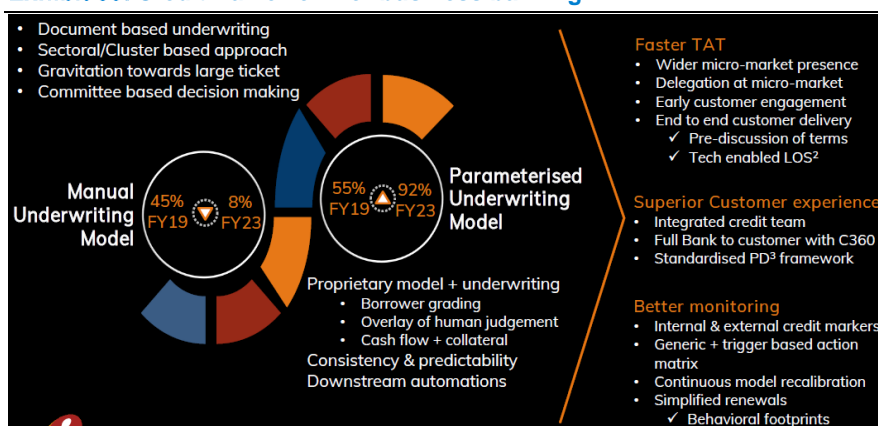 Document based underwriting
Sectoral/Cluster based approach
Gravitation towards large ticket
Committee based decision making
Manual
Underwriting
Model
45%
FY19
8%
FY23
55%
FY19
92%
FY23
Parameterised
Underwriting
Model
Proprietary model + underwriting
Borrower grading
Overlay of human judgement
Cash flow + collateral
Consistency & predictability
Downstream automations
Faster TAT
Wider micro-market presence
Delegation at micro-market
Early customer engagement
End to end customer delivery
✓ Pre-discussion of terms
✓ Tech enabled LOS²
Superior Customer experience
Integrated credit team
Full Bank to customer with C360
Standardised PD³ framework
Better monitoring
Internal & external credit markers
Generic + trigger based action
matrix
Continuous model recalibration
Simplified renewals
✓ Behavioral footprints